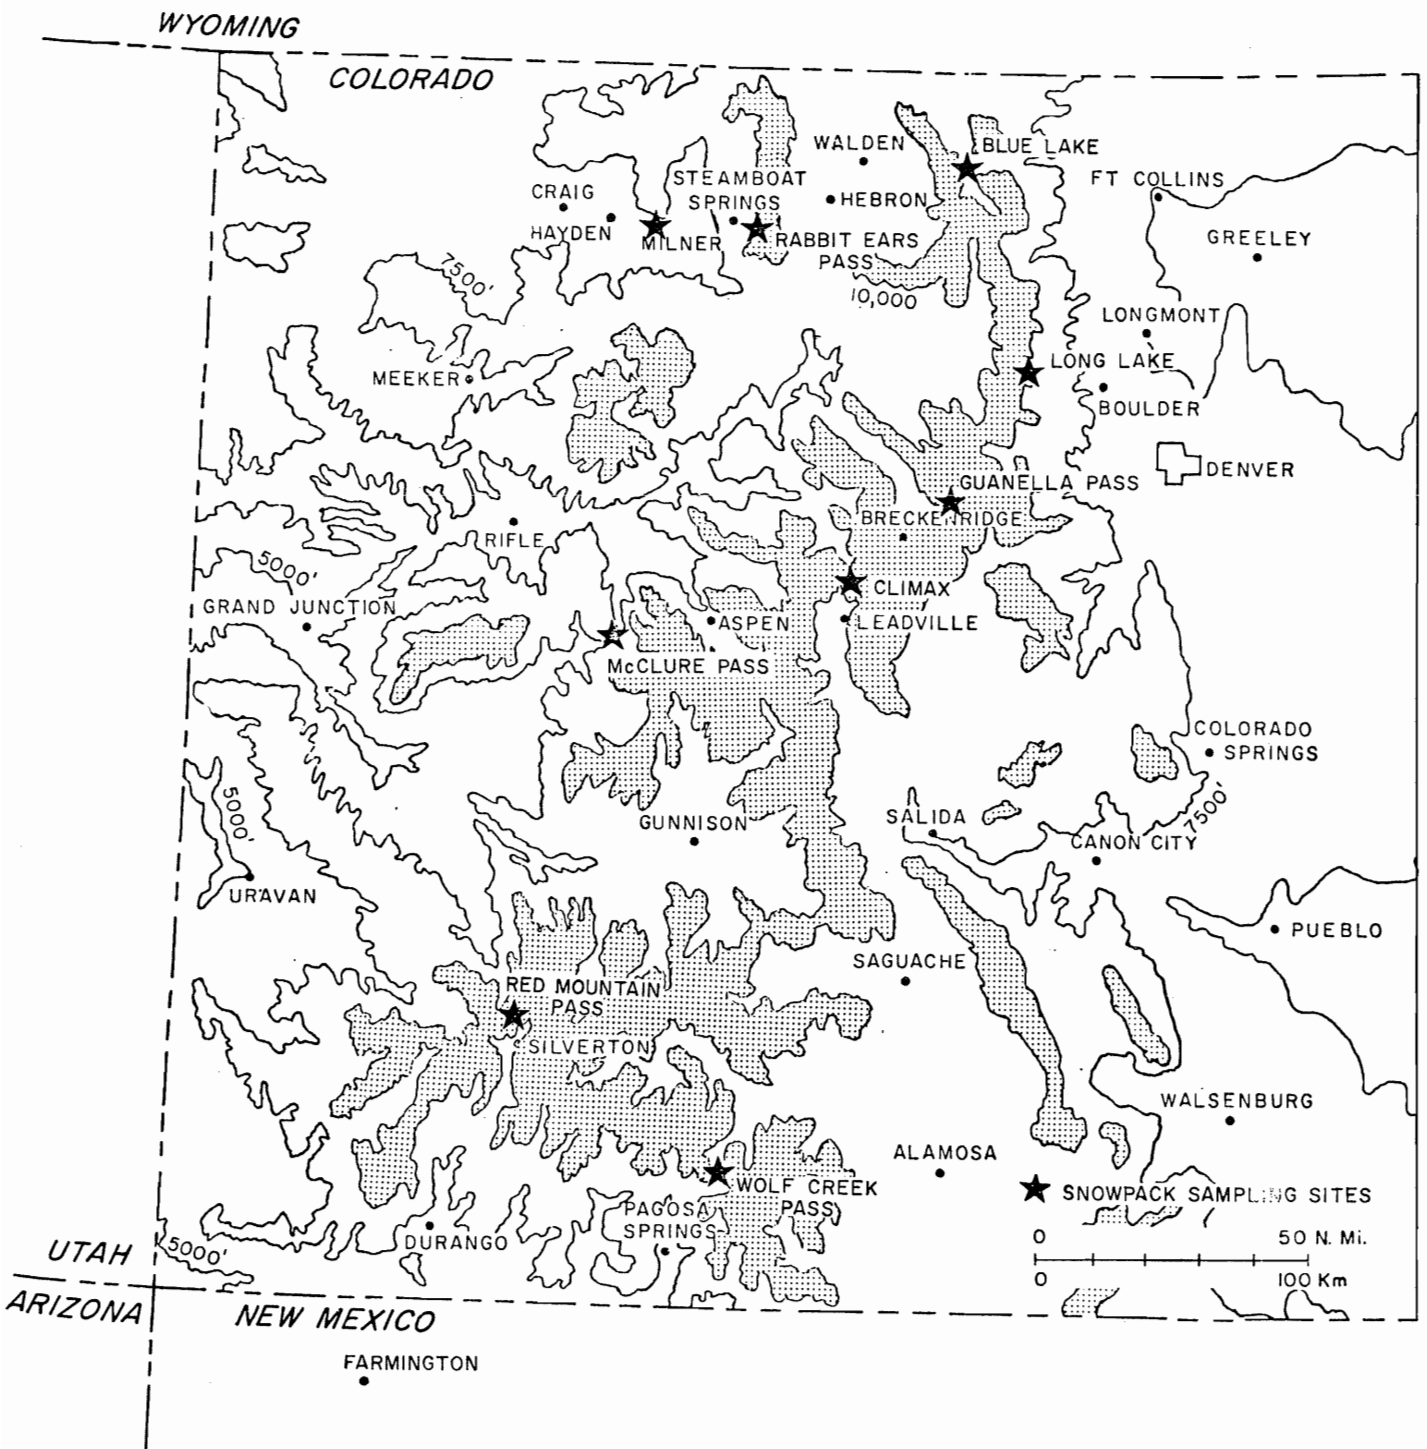 WYOMING
COLORADO
WALDEN
BLUE LAKE
STEAMBOAT
SPRINGS
CRAIG
HEBRON
FT COLLINS
HAYDEN
MILNER
RABBIT EARS
PASS
GREELEY
7500'
10,000
LONGMONT
MEEKER
LONG LAKE
BOULDER
DENVER
GUANELLA PASS
BRECKENRIDGE
RIFLE
5000'
CLIMAX
GRAND JUNCTION
ASPEN
LEADVILLE
McCLURE PASS
COLORADO
SPRINGS
5000'
7500'
GUNNISON
SALIDA
CANON CITY
URAVAN
PUEBLO
SAGUACHE
RED MOUNTAIN
PASS
SILVERTON
WALSENBURG
ALAMOSA
WOLF CREEK
PASS
SNOWPACK SAMPLING SITES
PAGOSA
SPRINGS
DURANGO
0 50 N. Mi.
0 100 Km
UTAH
5000'
ARIZONA
NEW MEXICO
FARMINGTON